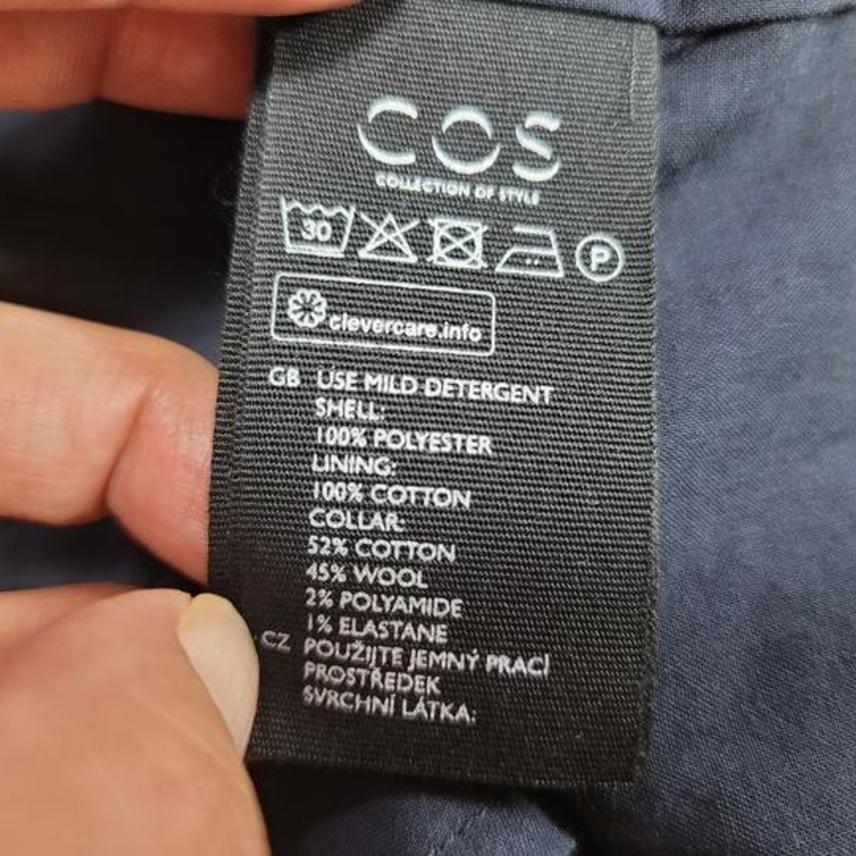 COS
COLLECTION OF STYLE
30
P
clevercare.info
GB USE MILD DETERGENT
SHELL:
100% POLYESTER
LINING:
100% COTTON
COLLAR
52% COTTON
45% WOOL
2% POLYAMIDE
1% ELASTANE
CZ POUŽIJTE JEMNÝ PRACÍ
PROSTŘEDEK
SVRCHNÍ LÁTKA: